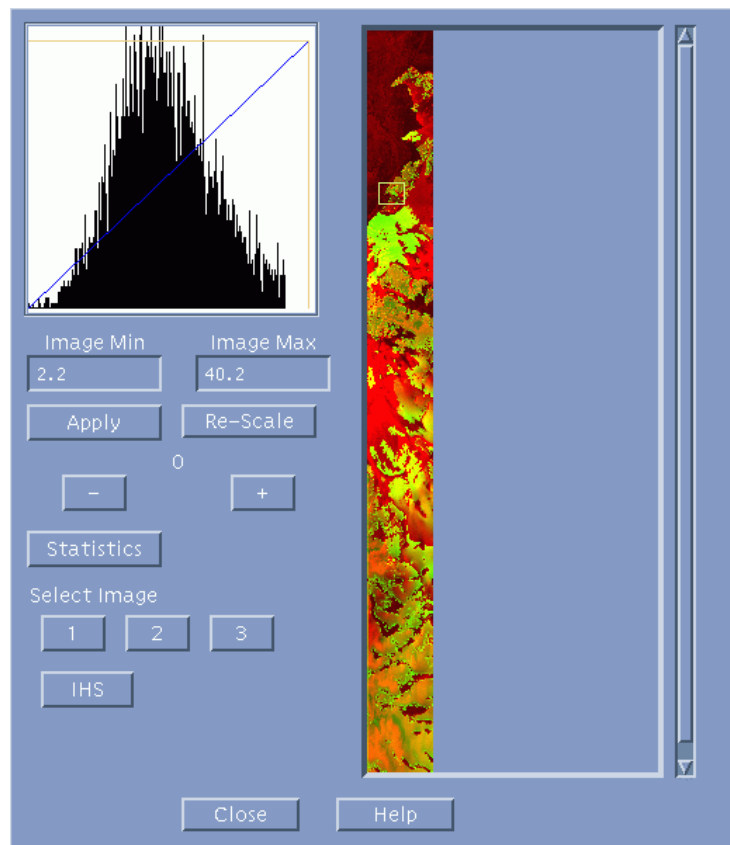 Image Min Image Max
2.2 40.2
Apply Re-Scale
0
- +
Statistics
Select Image
1 2 3
IHS
Close Help